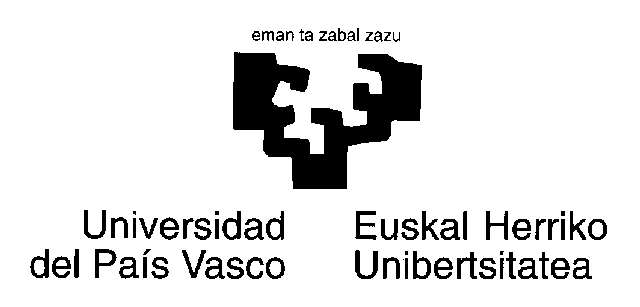 eman ta zabal zazu
Universidad
del País Vasco
Euskal Herriko
Unibertsitatea